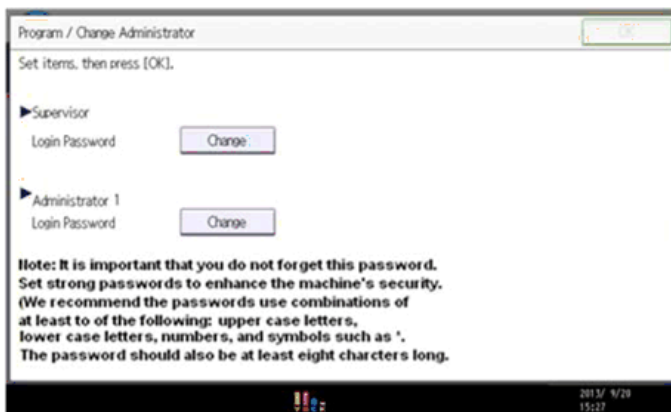 Program / Change Administrator
OK
Set items, then press [OK].
►Supervisor
Login Password Change
►Administrator 1
Login Password Change
Note: It is important that you do not forget this password.
Set strong passwords to enhance the machine's security.
(We recommend the passwords use combinations of
at least to of the following: upper case letters,
lower case letters, numbers, and symbols such as '.
The password should also be at least eight charcters long.
2013/ 9/20
15:27